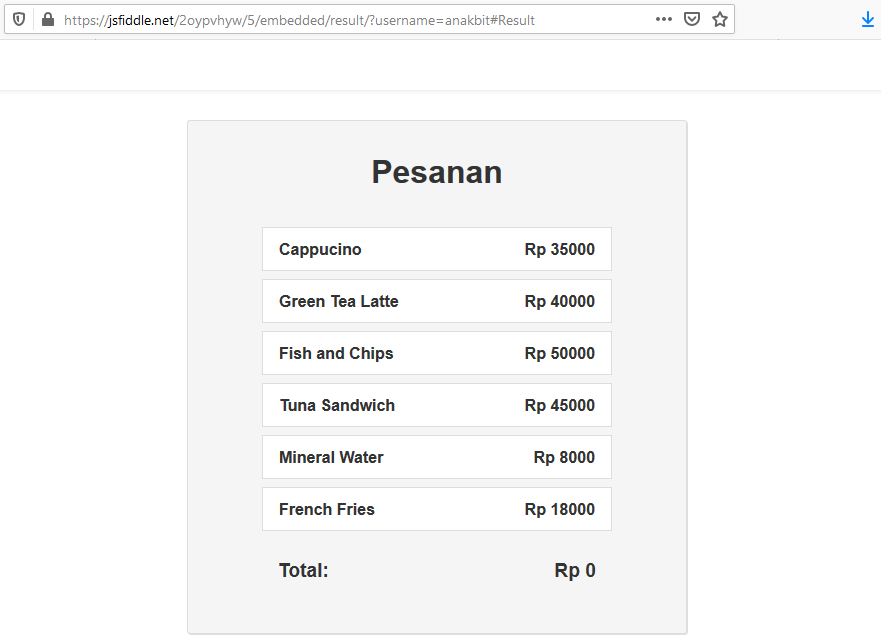 https://jsfiddle.net/2oypvhyw/5/embedded/result/?username=anakbit#Result
Pesanan
Cappucino Rp 35000
Green Tea Latte Rp 40000
Fish and Chips Rp 50000
Tuna Sandwich Rp 45000
Mineral Water Rp 8000
French Fries Rp 18000
Total: Rp 0